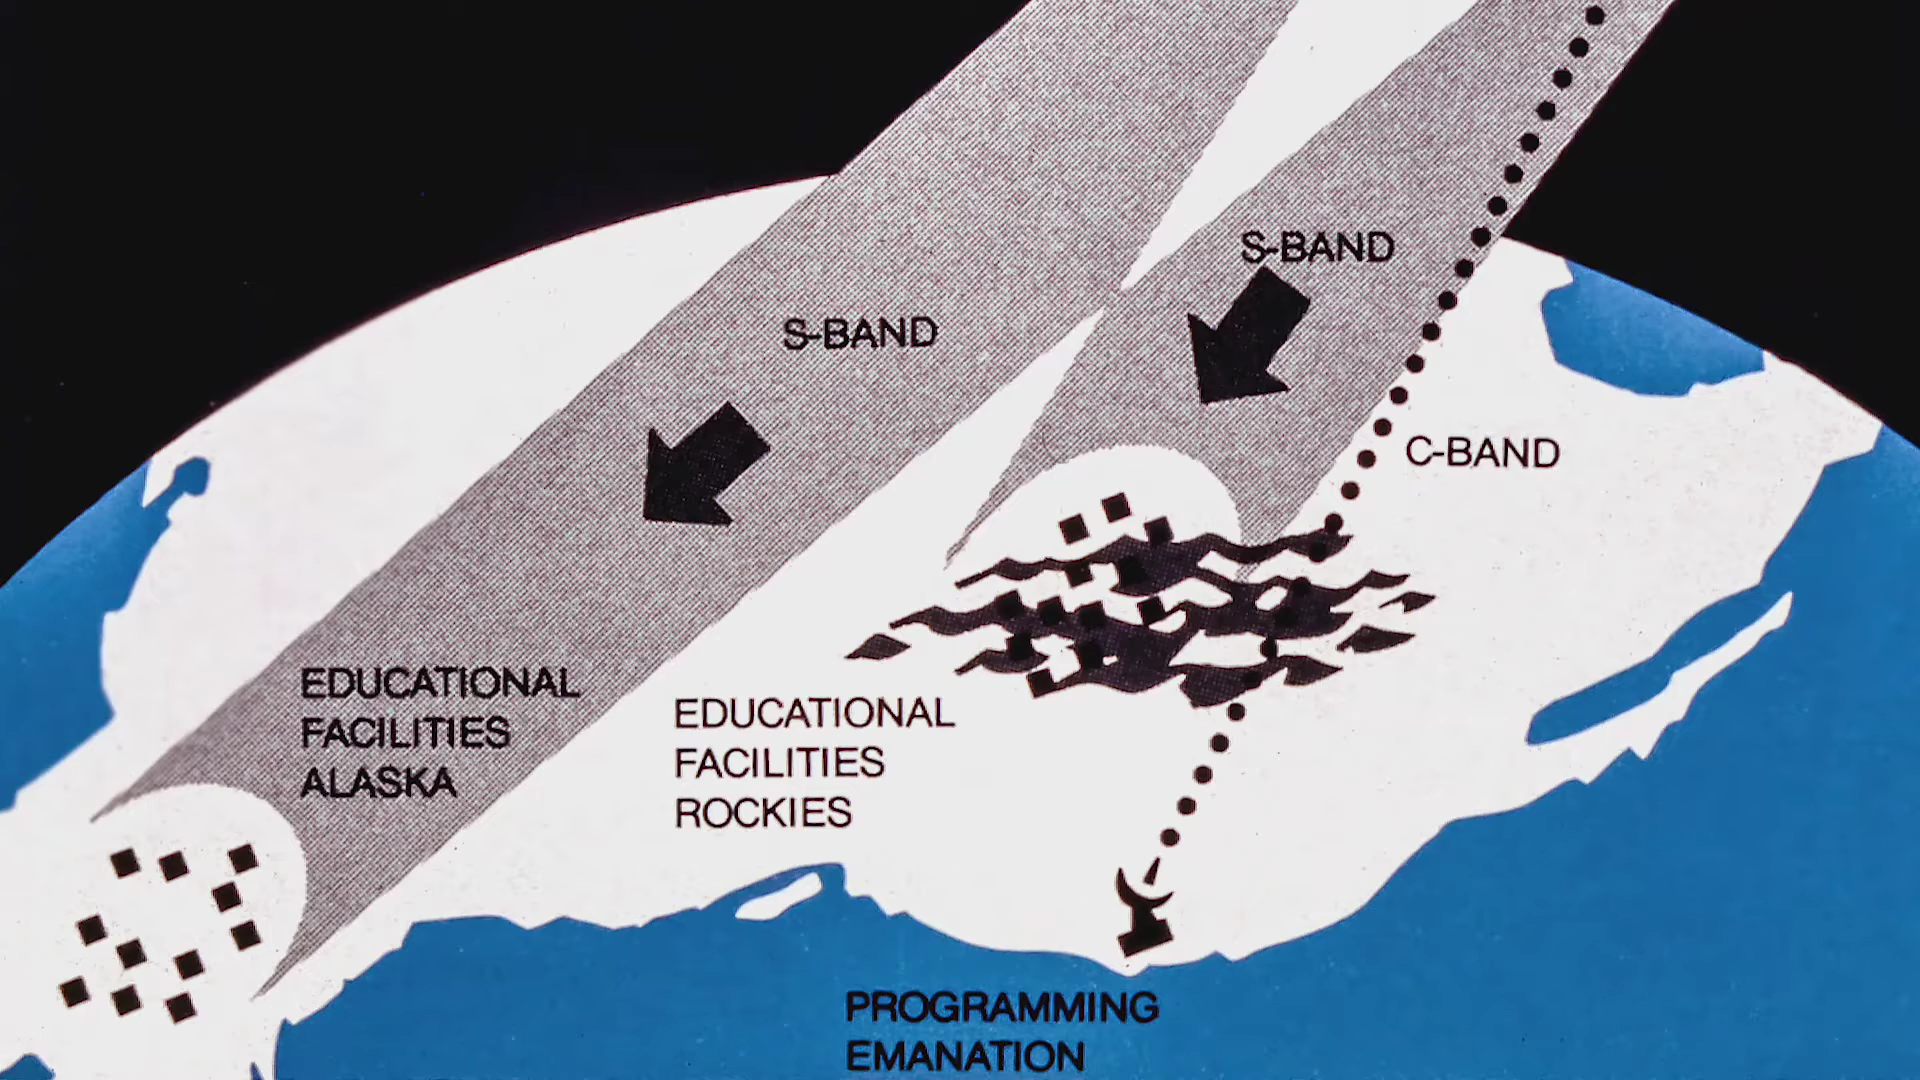 S-BAND
S-BAND
C-BAND
EDUCATIONAL
FACILITIES
ALASKA
EDUCATIONAL
FACILITIES
ROCKIES
PROGRAMMING
EMANATION